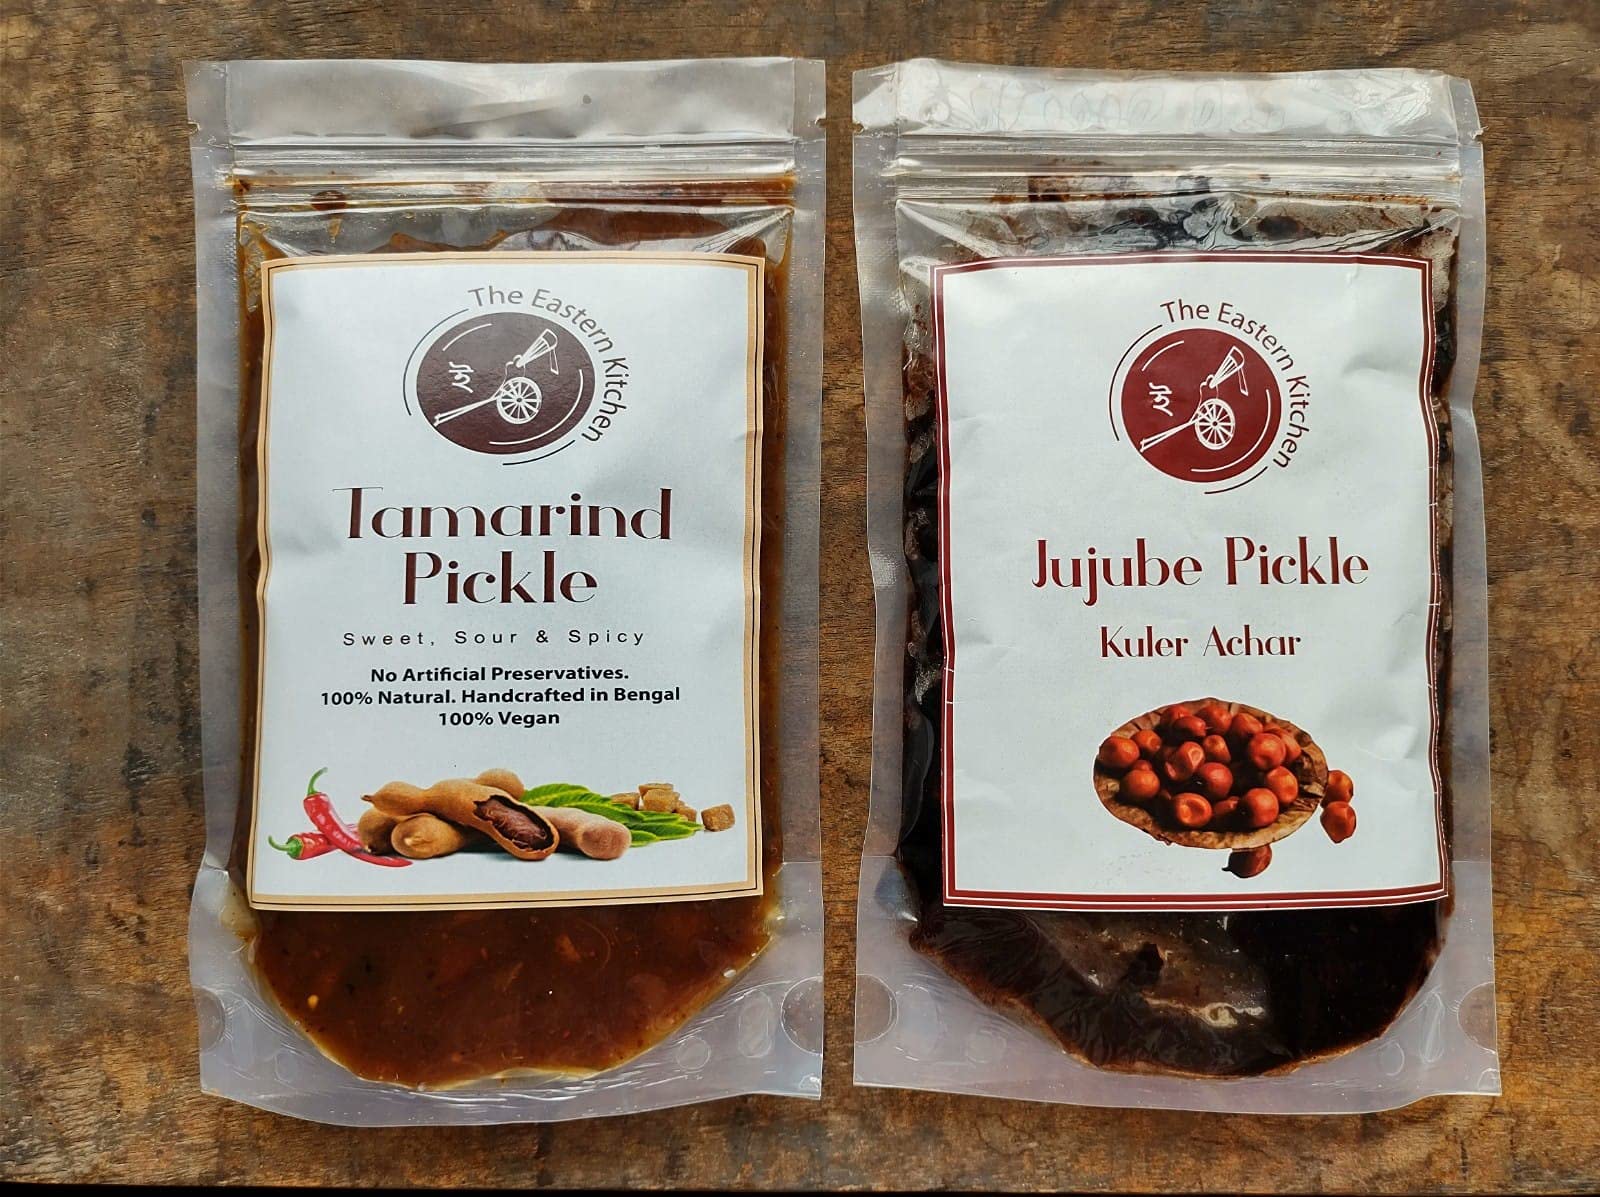 The Eastern Kitchen
Tamarind
Pickle
Sweet, Sour & Spicy
No Artificial Preservatives.
100% Natural. Handcrafted in Bengal
100% Vegan
The Eastern Kitchen
Jujube Pickle
Kuler Achar